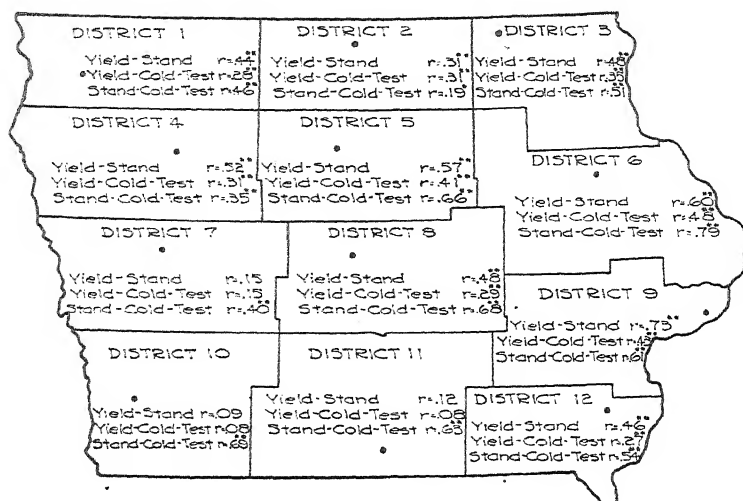 DISTRICT 1
Yield-Stand r=.44**
Yield-Cold-Test r=.28**
Stand-Cold-Test r=.46**
DISTRICT 2
Yield-Stand r=.31**
Yield-Cold-Test r=.31**
Stand-Cold-Test r=.19*
DISTRICT 3
Yield-Stand r=.48**
Yield-Cold-Test r=.35**
Stand-Cold-Test r=.51**
DISTRICT 4
Yield-Stand r=.52**
Yield-Cold-Test r=.31**
Stand-Cold-Test r=.35**
DISTRICT 5
Yield-Stand r=.57**
Yield-Cold-Test r=.41**
Stand-Cold-Test r=.66**
DISTRICT 6
Yield-Stand r=.60**
Yield-Cold-Test r=.48**
Stand-Cold-Test r=.79**
DISTRICT 7
Yield-Stand r=.15
Yield-Cold-Test r=.15
Stand-Cold-Test r=.40**
DISTRICT 8
Yield-Stand r=.48**
Yield-Cold-Test r=.29**
Stand-Cold-Test r=.68**
DISTRICT 9
Yield-Stand r=.73**
Yield-Cold-Test
Stand-Cold-Test r=.61**
DISTRICT 10
Yield-Stand r=.09
Yield-Cold-Test r=.08
Stand-Cold-Test r=.68**
DISTRICT 11
Yield-Stand r=.12
Yield-Cold-Test r=.08
Stand-Cold-Test r=.63**
DISTRICT 12
Yield-Stand r=.46**
Yield-Cold-Test r=.27**
Stand-Cold-Test r=.54**